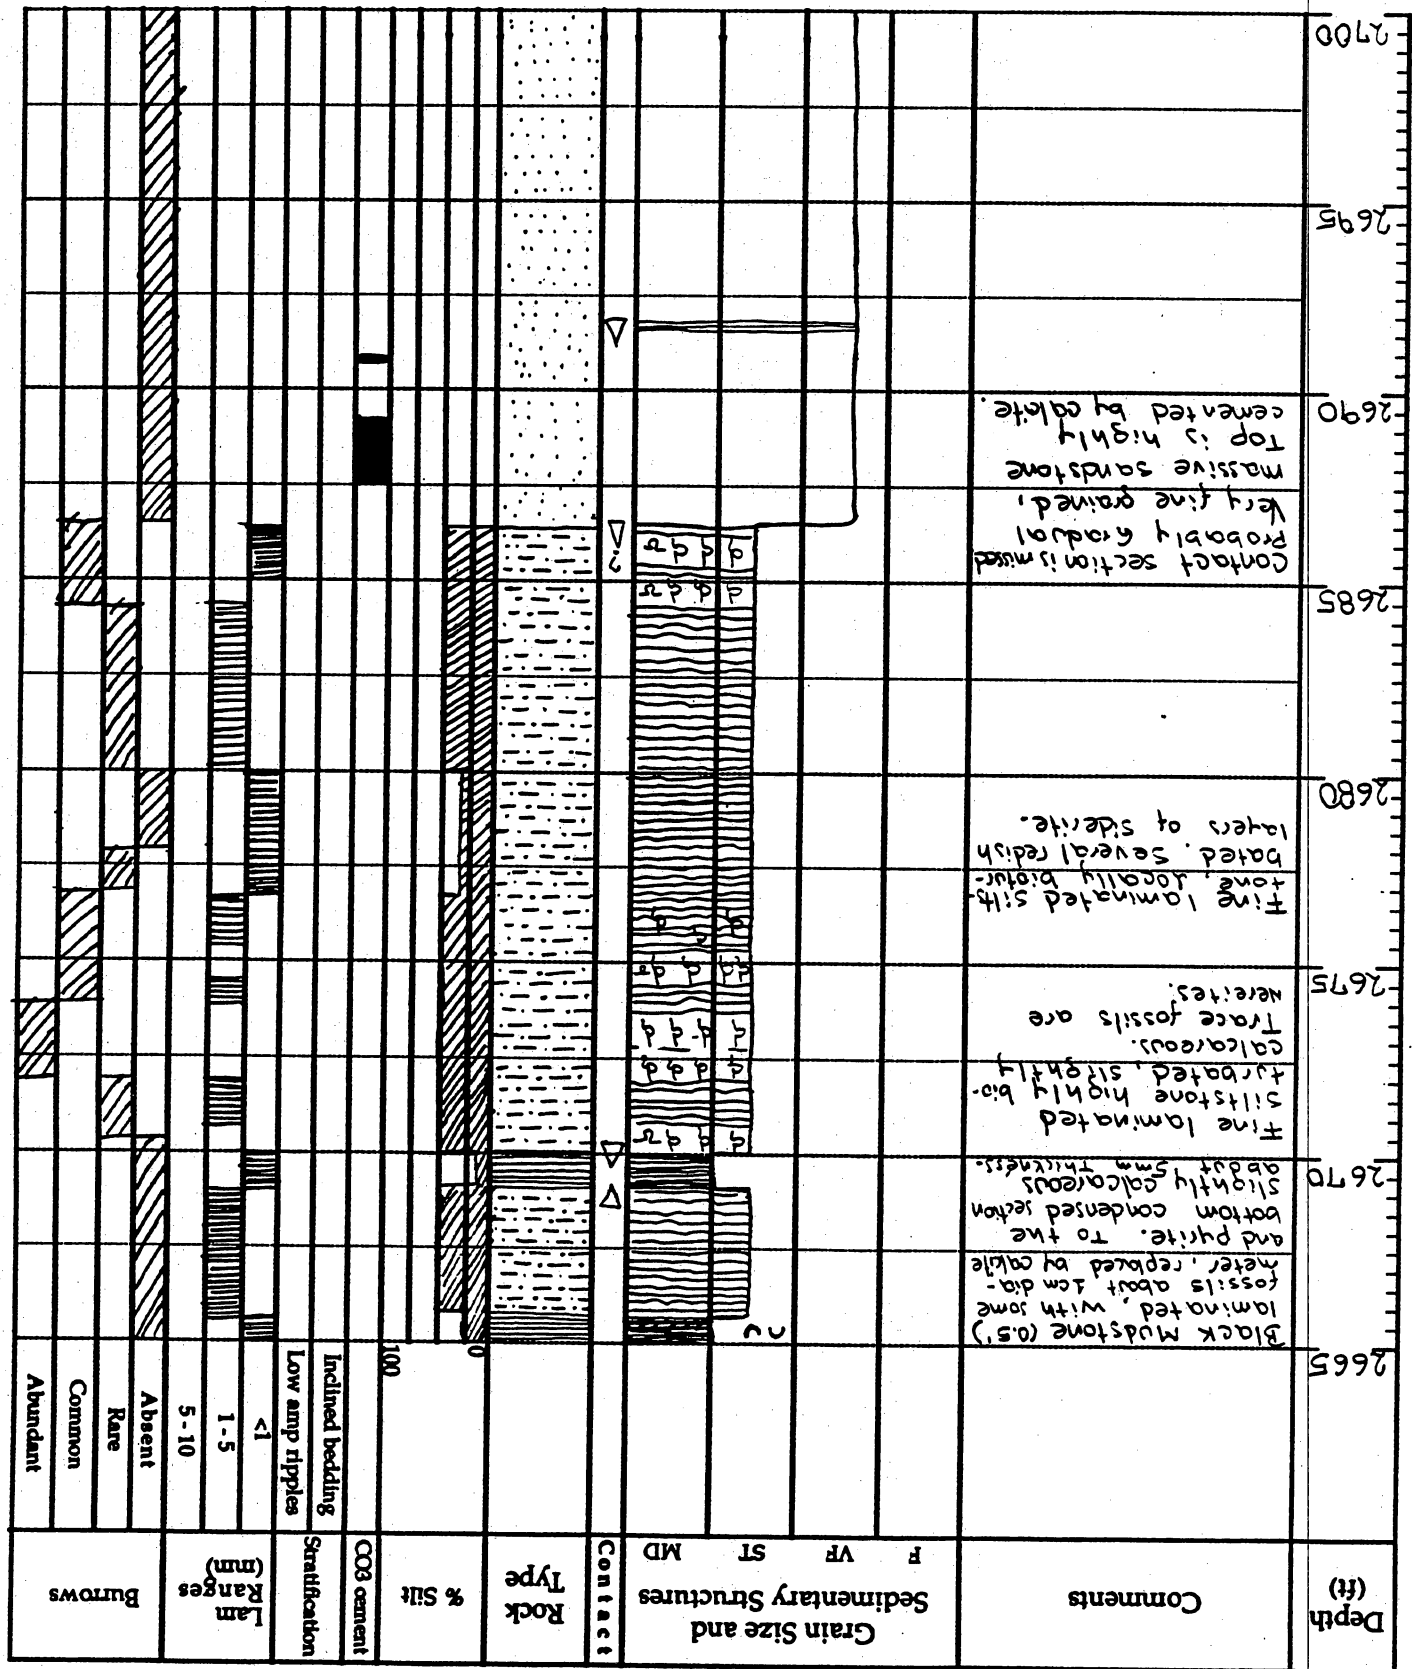 Depth
(ft)
Comments
Grain Size and
Sedimentary Structures
F
VF
ST
MD
Contact
Rock
Type
% Silt
0
100
CO3 cement
Stratification
Inclined bedding
Low amp ripples
Lam
Ranges
(mm)
<1
1 - 5
5 - 10
Burrows
Absent
Rare
Common
Abundant
2665
Black Mudstone (0.5')
laminated, with some
fossils about 1cm dia-
meter, replaced by calcite
and pyrite. To the
bottom condensed section
slightly calcareous
about 5mm thickness.
2670
Fine laminated
siltstone highly bio-
turbated, slightly
calcareous.
Trace fossils are
Nereites.
2675
Fine laminated silts-
tone, locally biotur-
bated. Several redish
layers of siderite.
2680
2685
Contact section is missed
Probably Gradual
Very fine grained,
massive sandstone
Top is highly
cemented by calcite.
?
2690
2695
2700